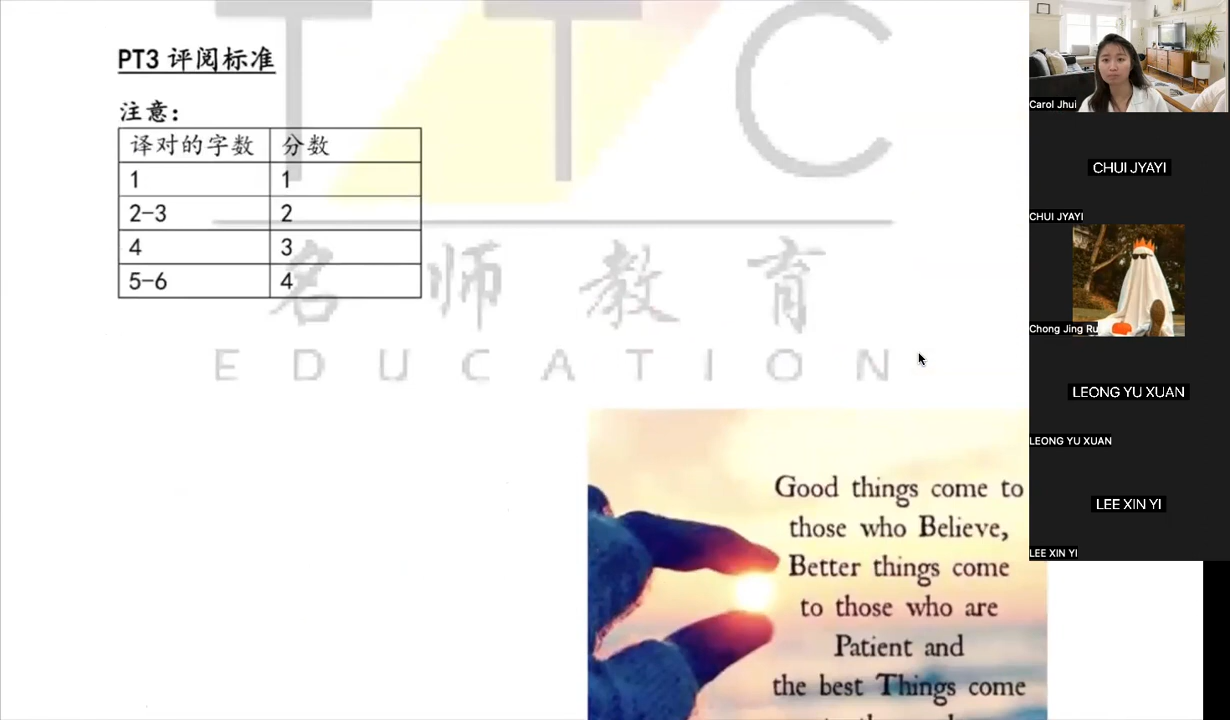 TTC
PT3 评阅标准
注意：
译对的字数 分数
1 1
2-3 2
4 3
5-6 4
名师教育
EDUCATION
Good things come to
those who Believe,
Better things come
to those who are
Patient and
the best Things come
Carol Jhui
CHUI JYAYI
CHUI JYAYI
Chong Jing Ru
LEONG YU XUAN
LEONG YU XUAN
LEE XIN YI
LEE XIN YI